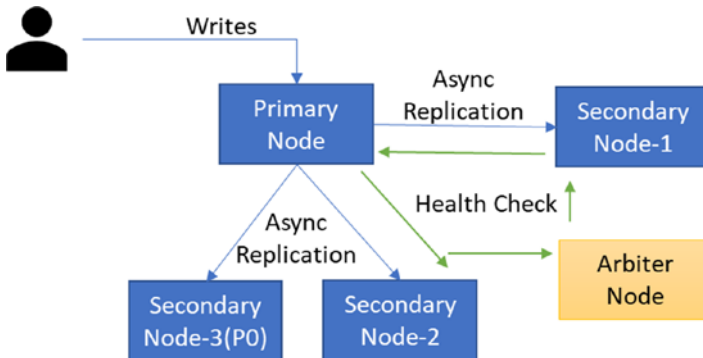 Writes
Primary
Node
Async
Replication
Secondary
Node-1
Health Check
Async
Replication
Arbiter
Node
Secondary
Node-3(P0)
Secondary
Node-2